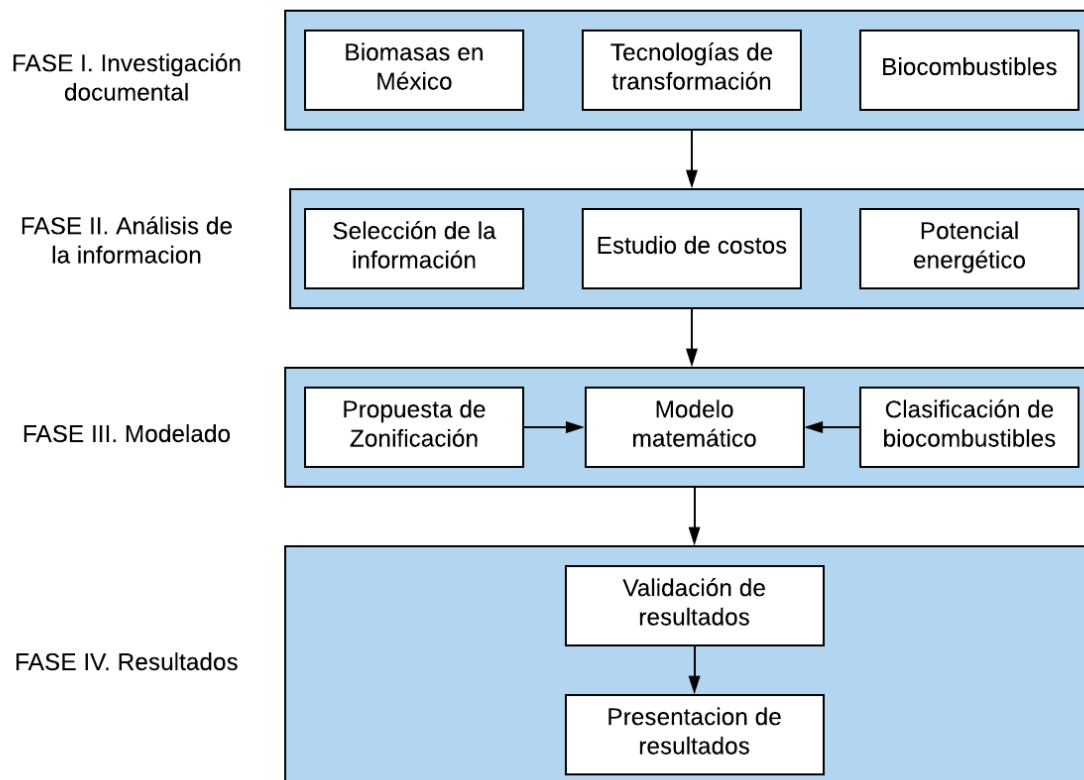 FASE I. Investigación
documental
Biomasas en
México
Tecnologías de
transformación
Biocombustibles
FASE II. Análisis de
la informacion
Selección de la
información
Estudio de costos
Potencial
energético
FASE III. Modelado
Propuesta de
Zonificación
Modelo
matemático
Clasificación de
biocombustibles
FASE IV. Resultados
Validación de
resultados
Presentacion de
resultados